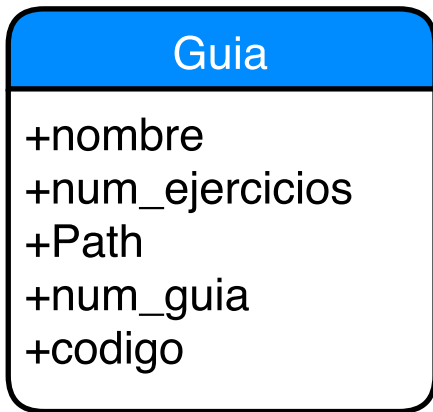 Guia
+nombre
+num_ejercicios
+Path
+num_guia
+codigo